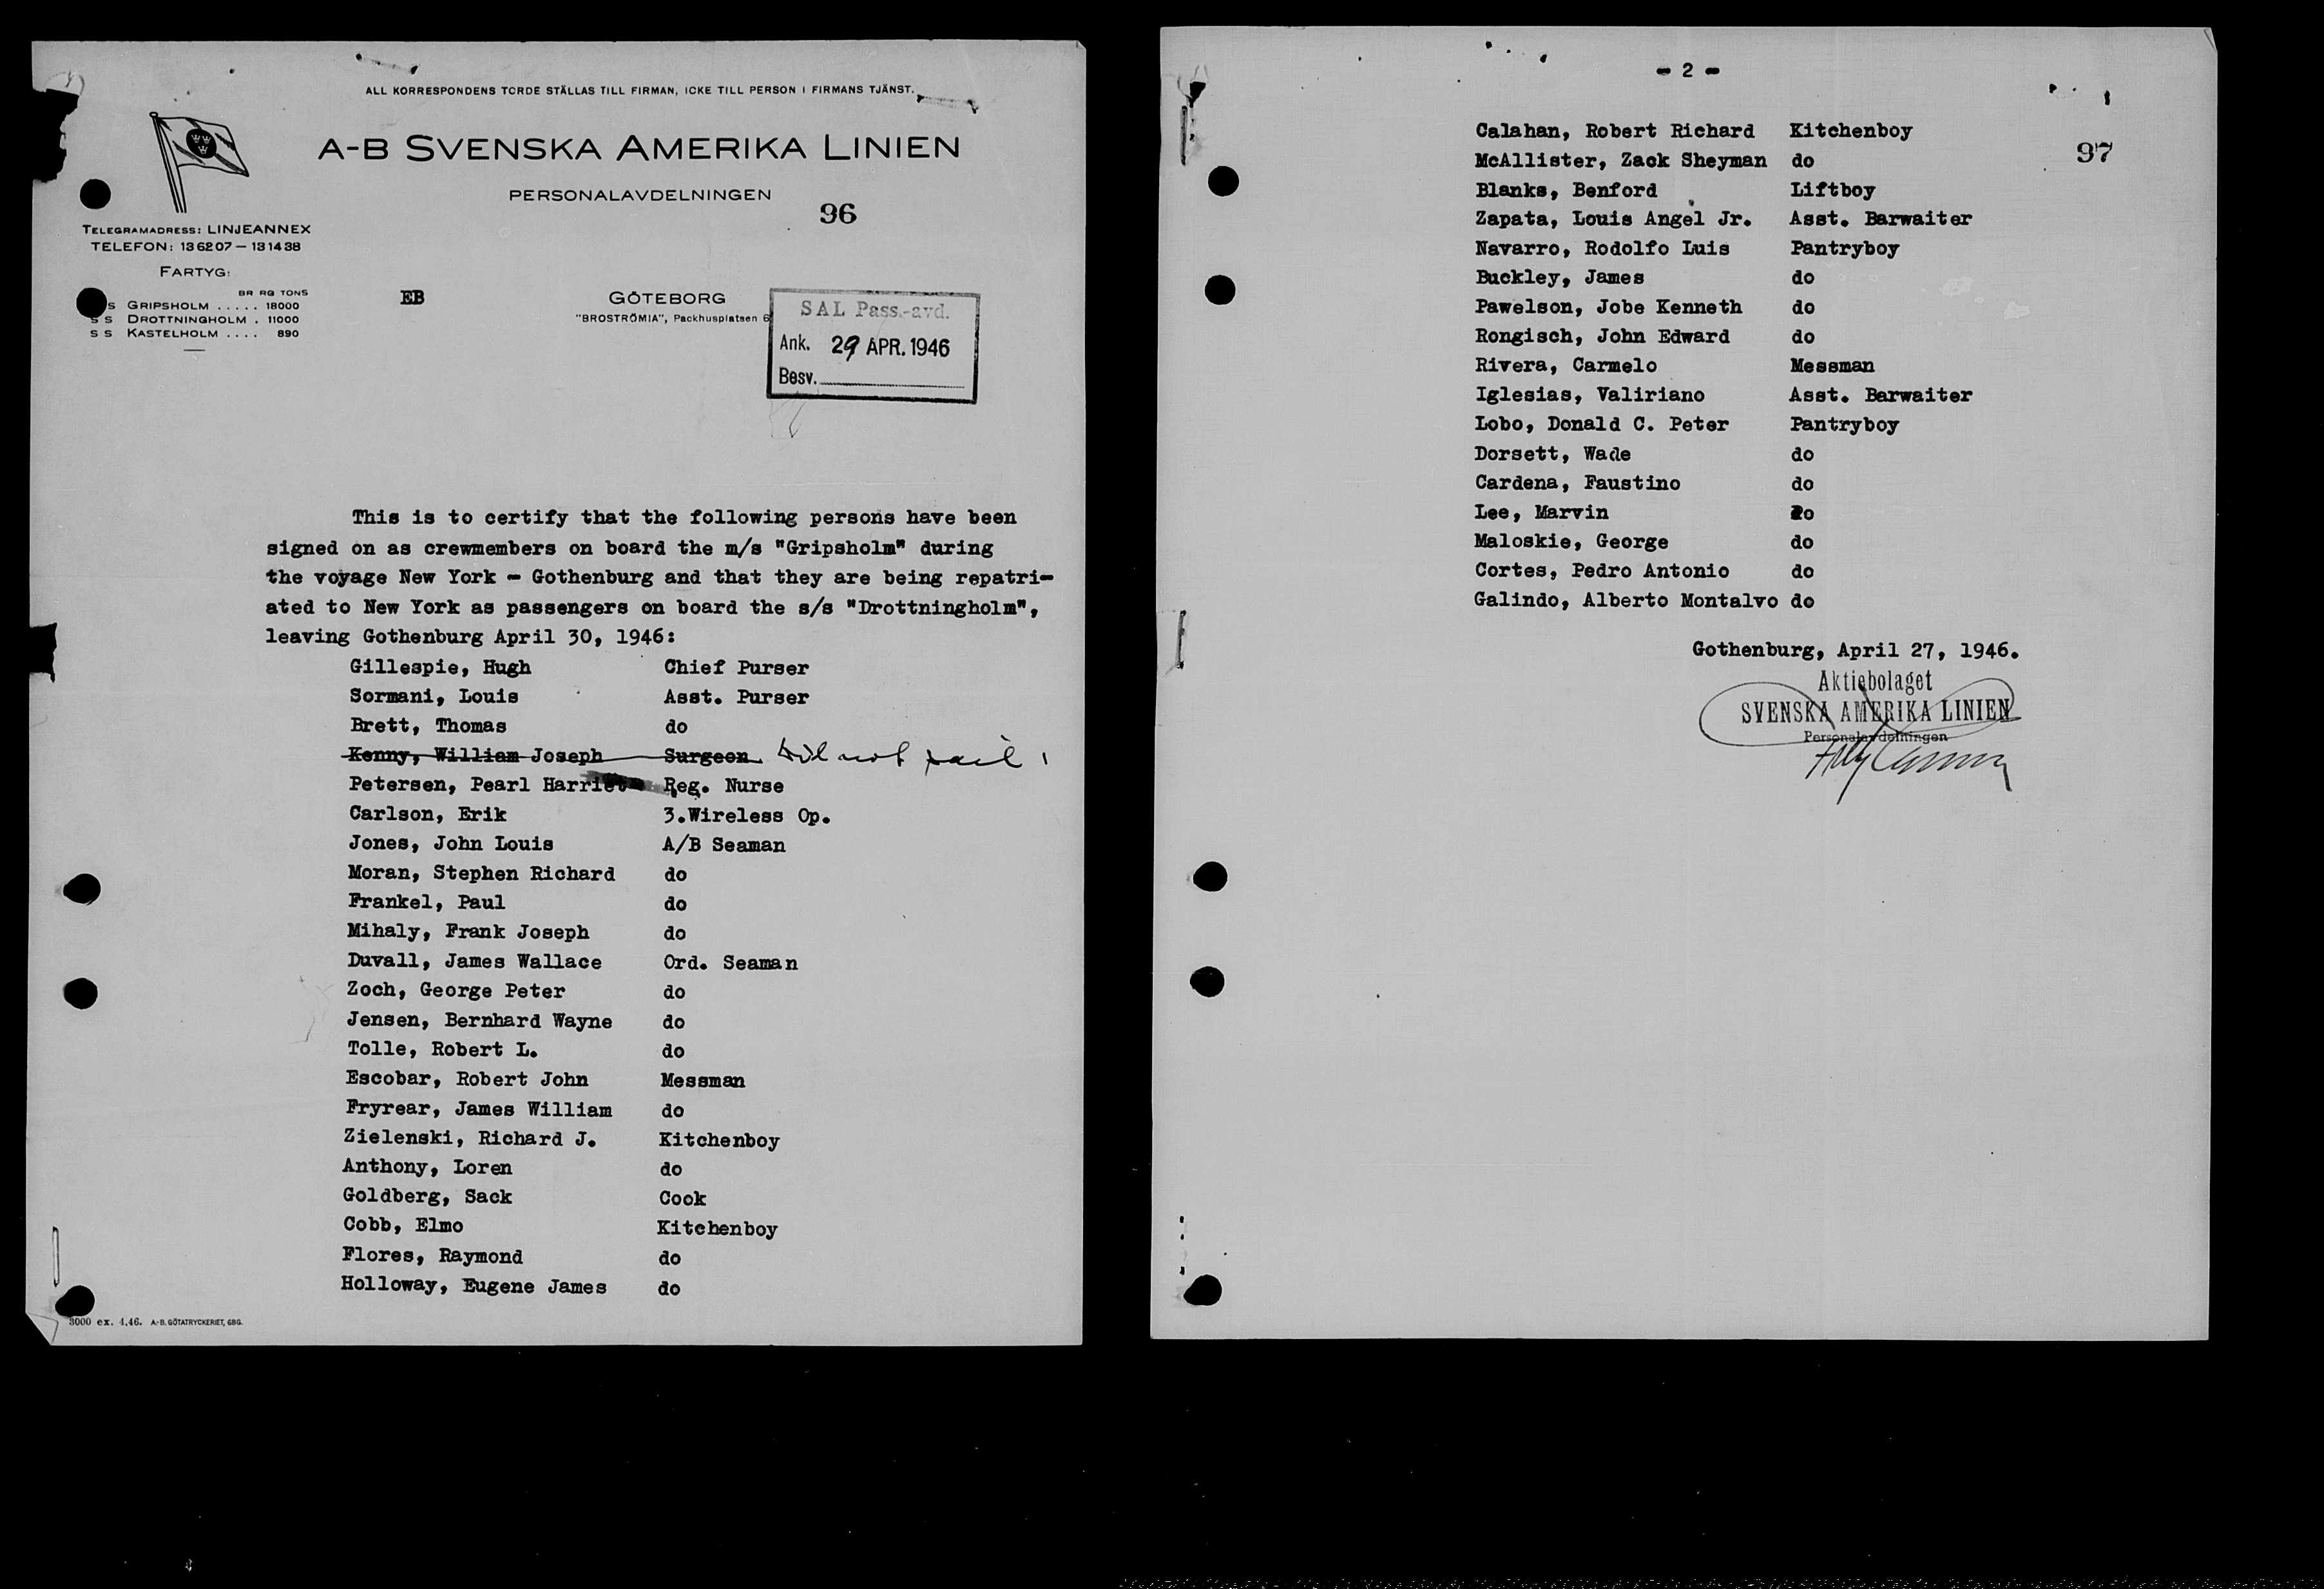 ALL KORRESPONDENS TORDE STÄLLAS TILL FIRMAN, ICKE TILL PERSON I FIRMANS TJÄNST.
A-B SVENSKA AMERIKA LINIEN
PERSONALAVDELNINGEN
96
TELEGRAMADRESS: LINJEANNEX
TELEFON: 136207 — 131438
FARTYG:
BR RG TONS
S GRIPSHOLM ..... 18000
S S DROTTNINGHOLM . 11000
S S KASTELHOLM .... 890
EB
GÖTEBORG
"BROSTRÖMIA", Packhusplatsen 6
SAL Pass.-avd.
Ank. 29 APR. 1946
Besv.
This is to certify that the following persons have been
signed on as crewmembers on board the m/s "Gripsholm" during
the voyage New York - Gothenburg and that they are being repatri-
ated to New York as passengers on board the s/s "Drottningholm",
leaving Gothenburg April 30, 1946:
Gillespie, Hugh Chief Purser
Sormani, Louis Asst. Purser
Brett, Thomas do
Kenny, William Joseph Surgeon will not sail
Petersen, Pearl Harriet Reg. Nurse
Carlson, Erik 3.Wireless Op.
Jones, John Louis A/B Seaman
Moran, Stephen Richard do
Frankel, Paul do
Mihaly, Frank Joseph do
Duvall, James Wallace Ord. Seaman
Zoch, George Peter do
Jensen, Bernhard Wayne do
Tolle, Robert L. do
Escobar, Robert John Messman
Fryrear, James William do
Zielenski, Richard J. Kitchenboy
Anthony, Loren do
Goldberg, Sack Cook
Cobb, Elmo Kitchenboy
Flores, Raymond do
Holloway, Eugene James do
3000 ex. 4.46. A.-B. GÖTATRYCKERIET, GBG.
- 2 -
97
Calahan, Robert Richard Kitchenboy
McAllister, Zack Sheyman do
Blanks, Benford Liftboy
Zapata, Louis Angel Jr. Asst. Barwaiter
Navarro, Rodolfo Luis Pantryboy
Buckley, James do
Pawelson, Jobe Kenneth do
Rongisch, John Edward do
Rivera, Carmelo Messman
Iglesias, Valiriano Asst. Barwaiter
Lobo, Donald C. Peter Pantryboy
Dorsett, Wade do
Cardena, Faustino do
Lee, Marvin do
Maloskie, George do
Cortes, Pedro Antonio do
Galindo, Alberto Montalvo do
Gothenburg, April 27, 1946.
Aktiebolaget
SVENSKA AMERIKA LINIEN
Personalavdelningen